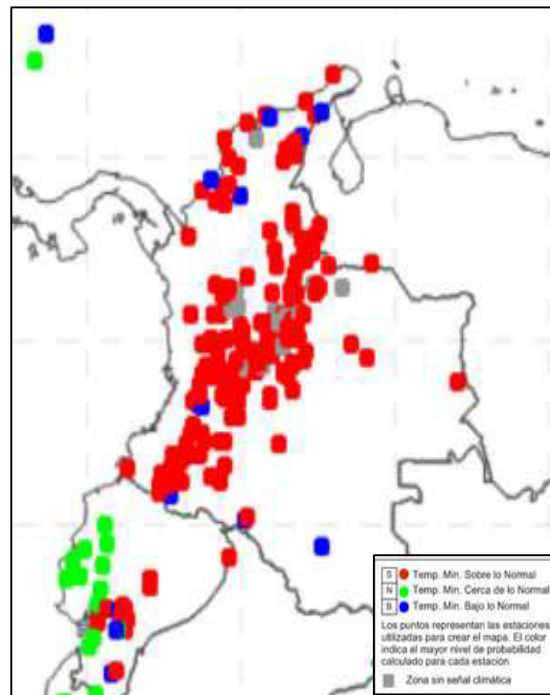 S Temp. Min. Sobre lo Normal
N Temp. Min. Cerca de lo Normal
B Temp. Min. Bajo lo Normal
Los puntos representan las estaciones
utilizadas para crear el mapa. El color
indica el mayor nivel de probabilidad
calculado para cada estación
Zona sin señal climática